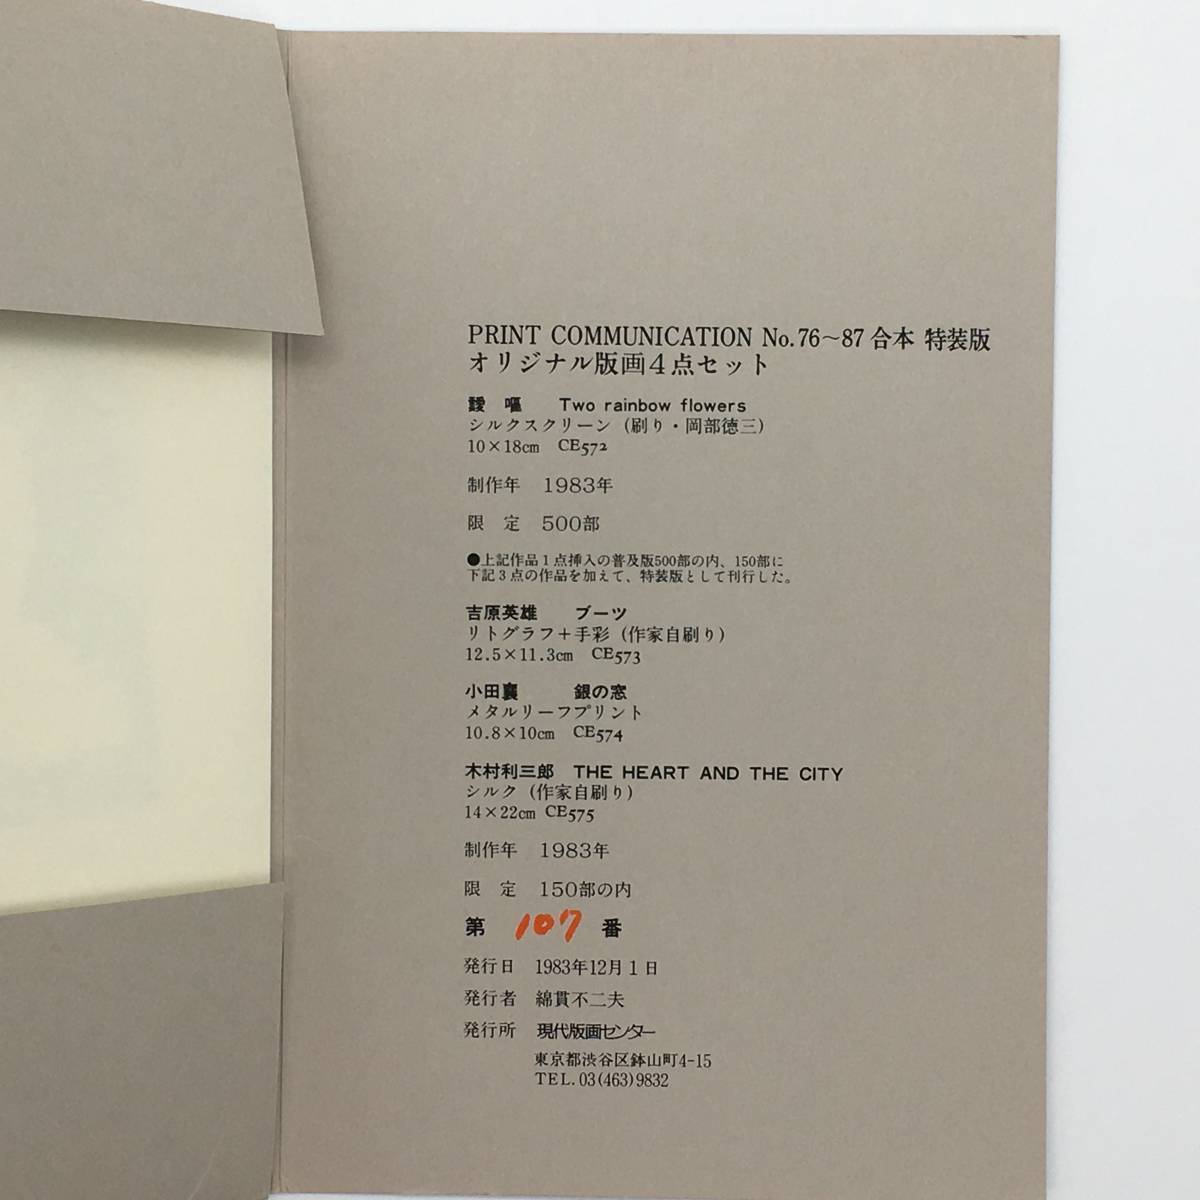 PRINT COMMUNICATION No.76〜87 合本 特装版
オリジナル版画4点セット
靉嘔 Two rainbow flowers
シルクスクリーン (刷り・岡部徳三)
10×18cm CE572
制作年 1983年
限定 500部
●上記作品1点挿入の普及版500部の内、150部に
下記3点の作品を加えて、特装版として刊行した。
吉原英雄 ブーツ
リトグラフ+手彩 (作家自刷り)
12.5×11.3cm CE573
小田襄 銀の窓
メタルリーフプリント
10.8×10cm CE574
木村利三郎 THE HEART AND THE CITY
シルク (作家自刷り)
14×22cm CE575
制作年 1983年
限定 150部の内
第 107 番
発行日 1983年12月1日
発行者 綿貫不二夫
発行所 現代版画センター
東京都渋谷区鉢山町4-15
TEL. 03(463)9832